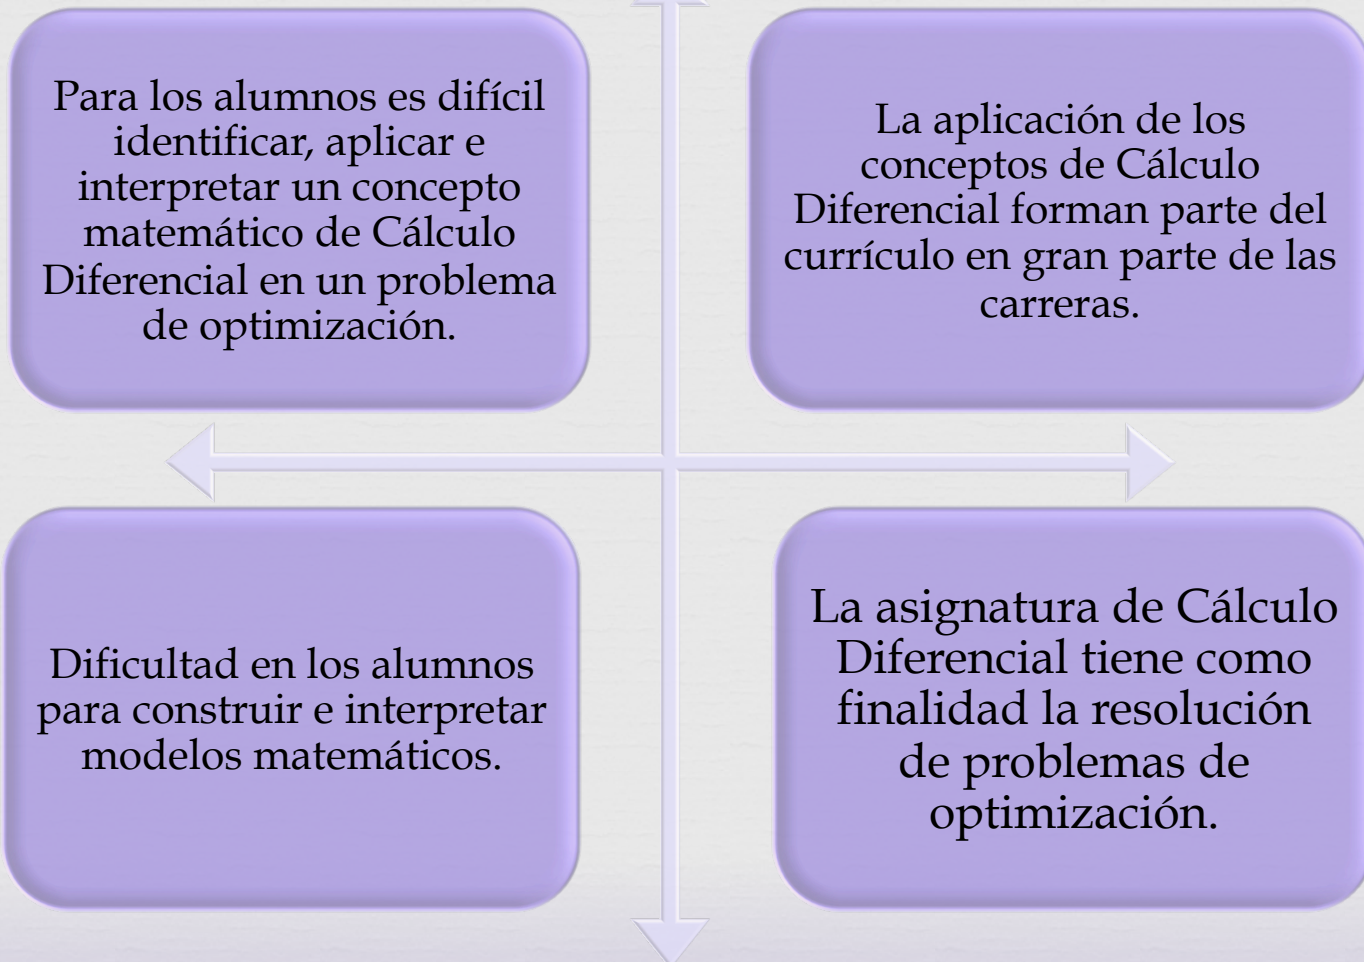 Para los alumnos es difícil
identificar, aplicar e
interpretar un concepto
matemático de Cálculo
Diferencial en un problema
de optimización.
La aplicación de los
conceptos de Cálculo
Diferencial forman parte del
currículo en gran parte de las
carreras.
Dificultad en los alumnos
para construir e interpretar
modelos matemáticos.
La asignatura de Cálculo
Diferencial tiene como
finalidad la resolución
de problemas de
optimización.